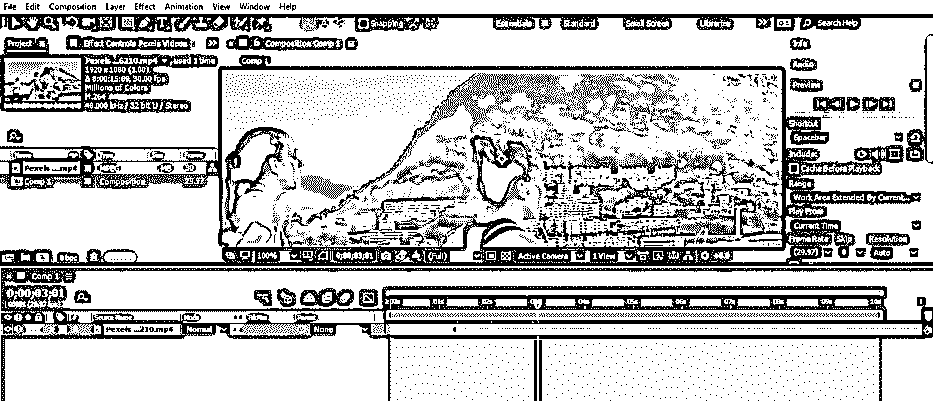 File Edit Composition Layer Effect Animation View Window Help
Snapping Essentials Standard Small Screen Libraries Search Help
Project Effect Controls Pexels Videos Composition Comp 1 Info
Comp 1
Audio
Pexels ...6210.mp4 , used 1 time
1920 x 1080 (1.00)
Δ 0:00:15:09, 30.00 fps
Millions of Colors
H.264
48.000 kHz / 32 bit U / Stereo
Preview
Shortcut
Spacebar
Include:
Cache Before Playback
Range
Work Area Extended By Current...
Play From
Current Time
Frame Rate Skip Resolution
(29.97) 0 Auto
Pexels ...mp4
Comp 1 Composition
8 bpc
100% 0;00;03;01 (Full) Active Camera 1 View +0.0
Comp 1
0;00;03;01
Source Name Mode
Pexels ...210.mp4 Normal None